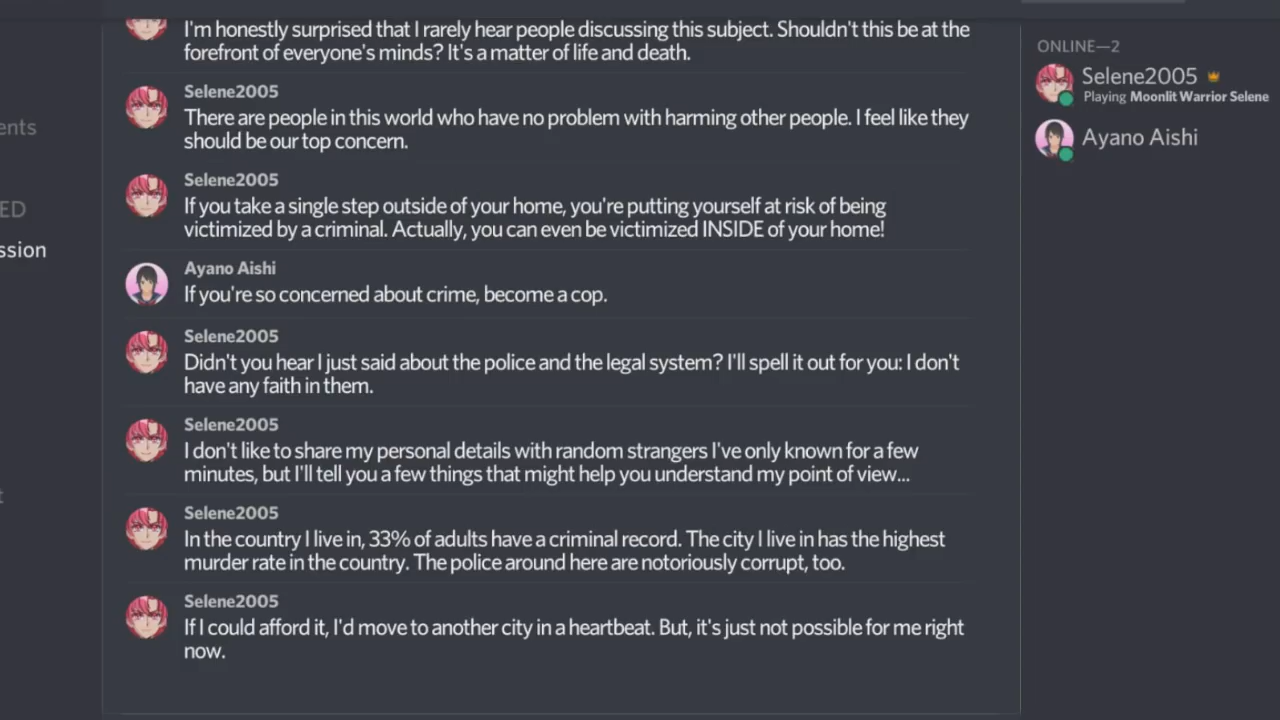 I'm honestly surprised that I rarely hear people discussing this subject. Shouldn't this be at the
forefront of everyone's minds? It's a matter of life and death.
Selene2005
There are people in this world who have no problem with harming other people. I feel like they
should be our top concern.
Selene2005
If you take a single step outside of your home, you're putting yourself at risk of being
victimized by a criminal. Actually, you can even be victimized INSIDE of your home!
Ayano Aishi
If you're so concerned about crime, become a cop.
Selene2005
Didn't you hear I just said about the police and the legal system? I'll spell it out for you: I don't
have any faith in them.
Selene2005
I don't like to share my personal details with random strangers I've only known for a few
minutes, but I'll tell you a few things that might help you understand my point of view...
Selene2005
In the country I live in, 33% of adults have a criminal record. The city I live in has the highest
murder rate in the country. The police around here are notoriously corrupt, too.
Selene2005
If I could afford it, I'd move to another city in a heartbeat. But, it's just not possible for me right
now.
ents
ED
ssion
t
ONLINE—2
Selene2005
Playing Moonlit Warrior Selene
Ayano Aishi